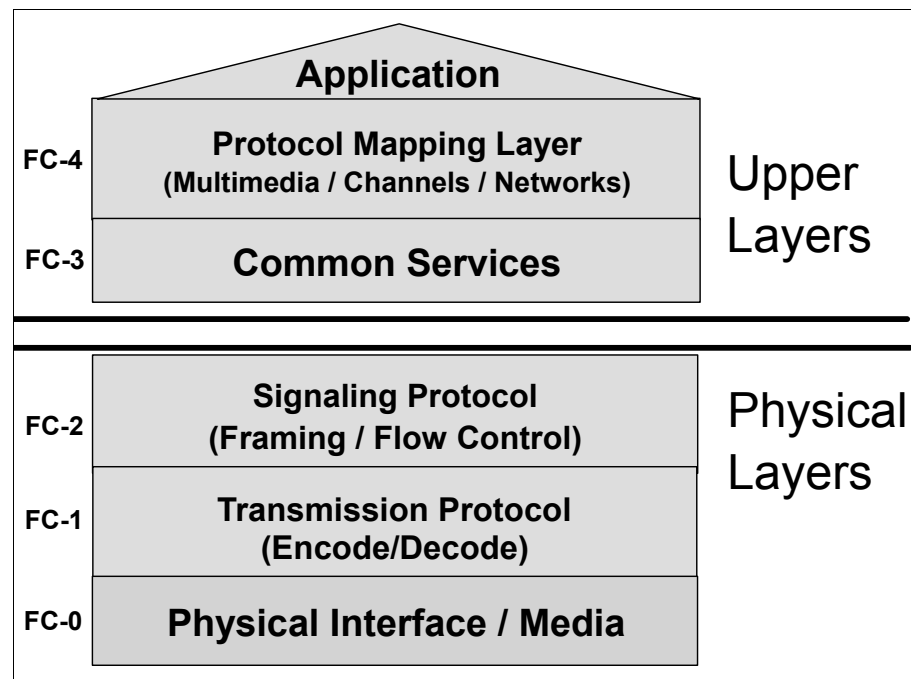 Application
FC-4
Protocol Mapping Layer
(Multimedia / Channels / Networks)
Upper
Layers
FC-3
Common Services
FC-2
Signaling Protocol
(Framing / Flow Control)
Physical
Layers
FC-1
Transmission Protocol
(Encode/Decode)
FC-0
Physical Interface / Media